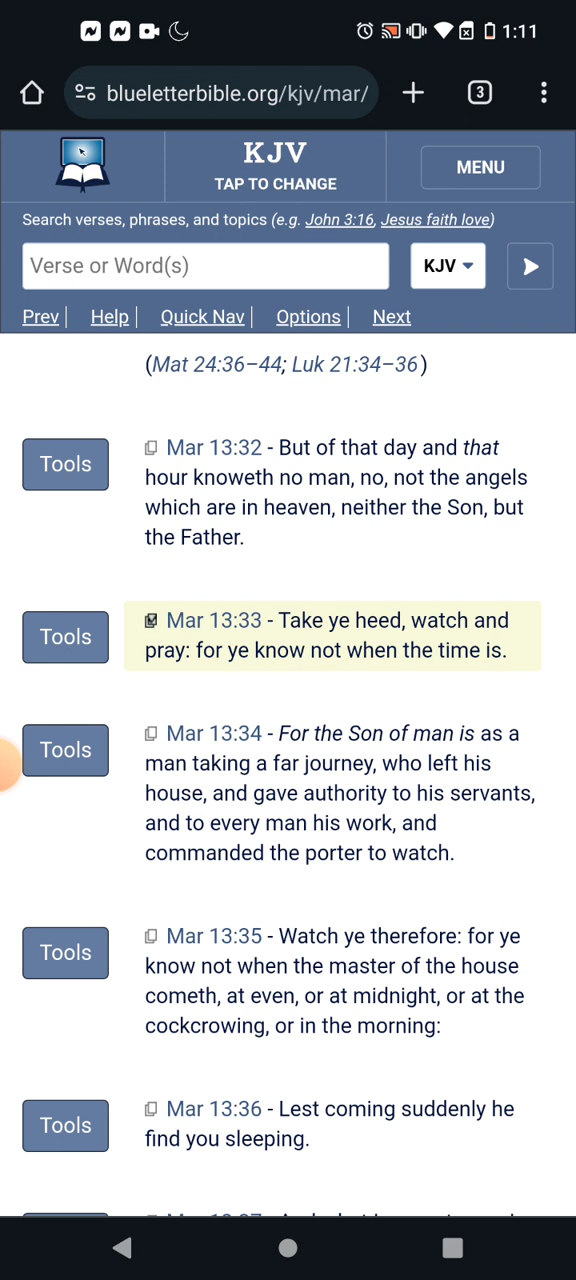 1:11
blueletterbible.org/kjv/mar/
3
KJV
TAP TO CHANGE
MENU
Search verses, phrases, and topics (e.g. John 3:16, Jesus faith love)
Verse or Word(s)
KJV
Prev | Help | Quick Nav | Options | Next
(Mat 24:36–44; Luk 21:34–36)
Tools
Mar 13:32 - But of that day and that
hour knoweth no man, no, not the angels
which are in heaven, neither the Son, but
the Father.
Tools
Mar 13:33 - Take ye heed, watch and
pray: for ye know not when the time is.
Tools
Mar 13:34 - For the Son of man is as a
man taking a far journey, who left his
house, and gave authority to his servants,
and to every man his work, and
commanded the porter to watch.
Tools
Mar 13:35 - Watch ye therefore: for ye
know not when the master of the house
cometh, at even, or at midnight, or at the
cockcrowing, or in the morning:
Tools
Mar 13:36 - Lest coming suddenly he
find you sleeping.